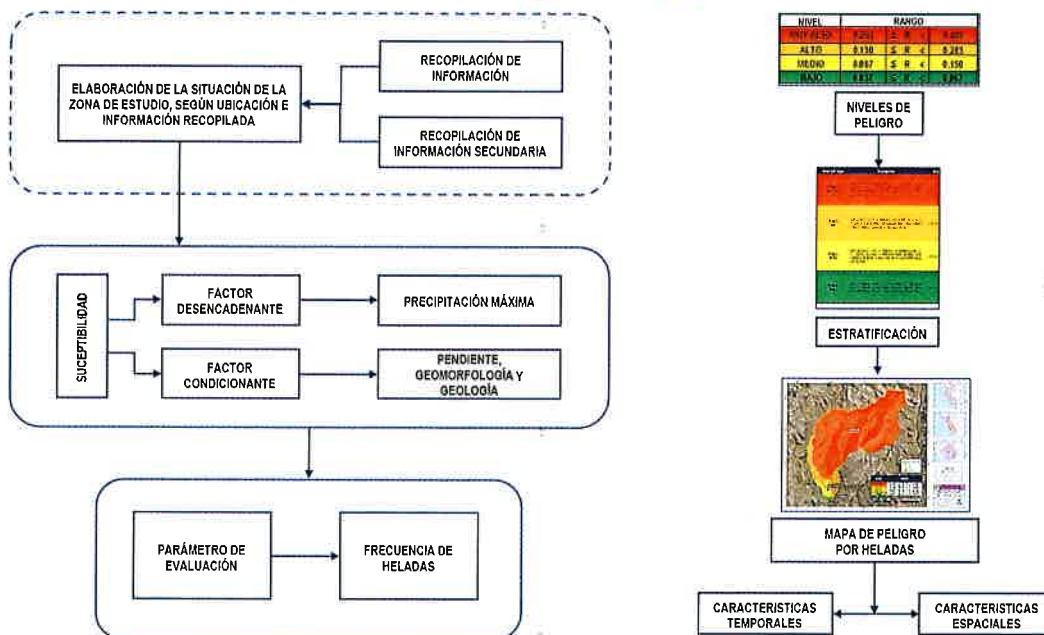 RECOPILACIÓN DE
INFORMACIÓN
ELABORACIÓN DE LA SITUACIÓN DE LA
ZONA DE ESTUDIO, SEGÚN UBICACIÓN E
INFORMACIÓN RECOPILADA
RECOPILACIÓN DE
INFORMACIÓN SECUNDARIA
SUCEPTIBILIDAD
FACTOR
DESENCADENANTE
PRECIPITACIÓN MÁXIMA
FACTOR
CONDICIONANTE
PENDIENTE,
GEOMORFOLOGÍA Y
GEOLOGÍA
PARÁMETRO DE
EVALUACIÓN
FRECUENCIA DE
HELADAS
NIVEL RANGO
MUY ALTO ≤ R <
ALTO 0.150 ≤ R <
MEDIO 0.087 ≤ R < 0.150
BAJO ≤ R <
NIVELES DE
PELIGRO
ESTRATIFICACIÓN
MAPA DE PELIGRO
POR HELADAS
CARACTERISTICAS
TEMPORALES
CARACTERISTICAS
ESPACIALES